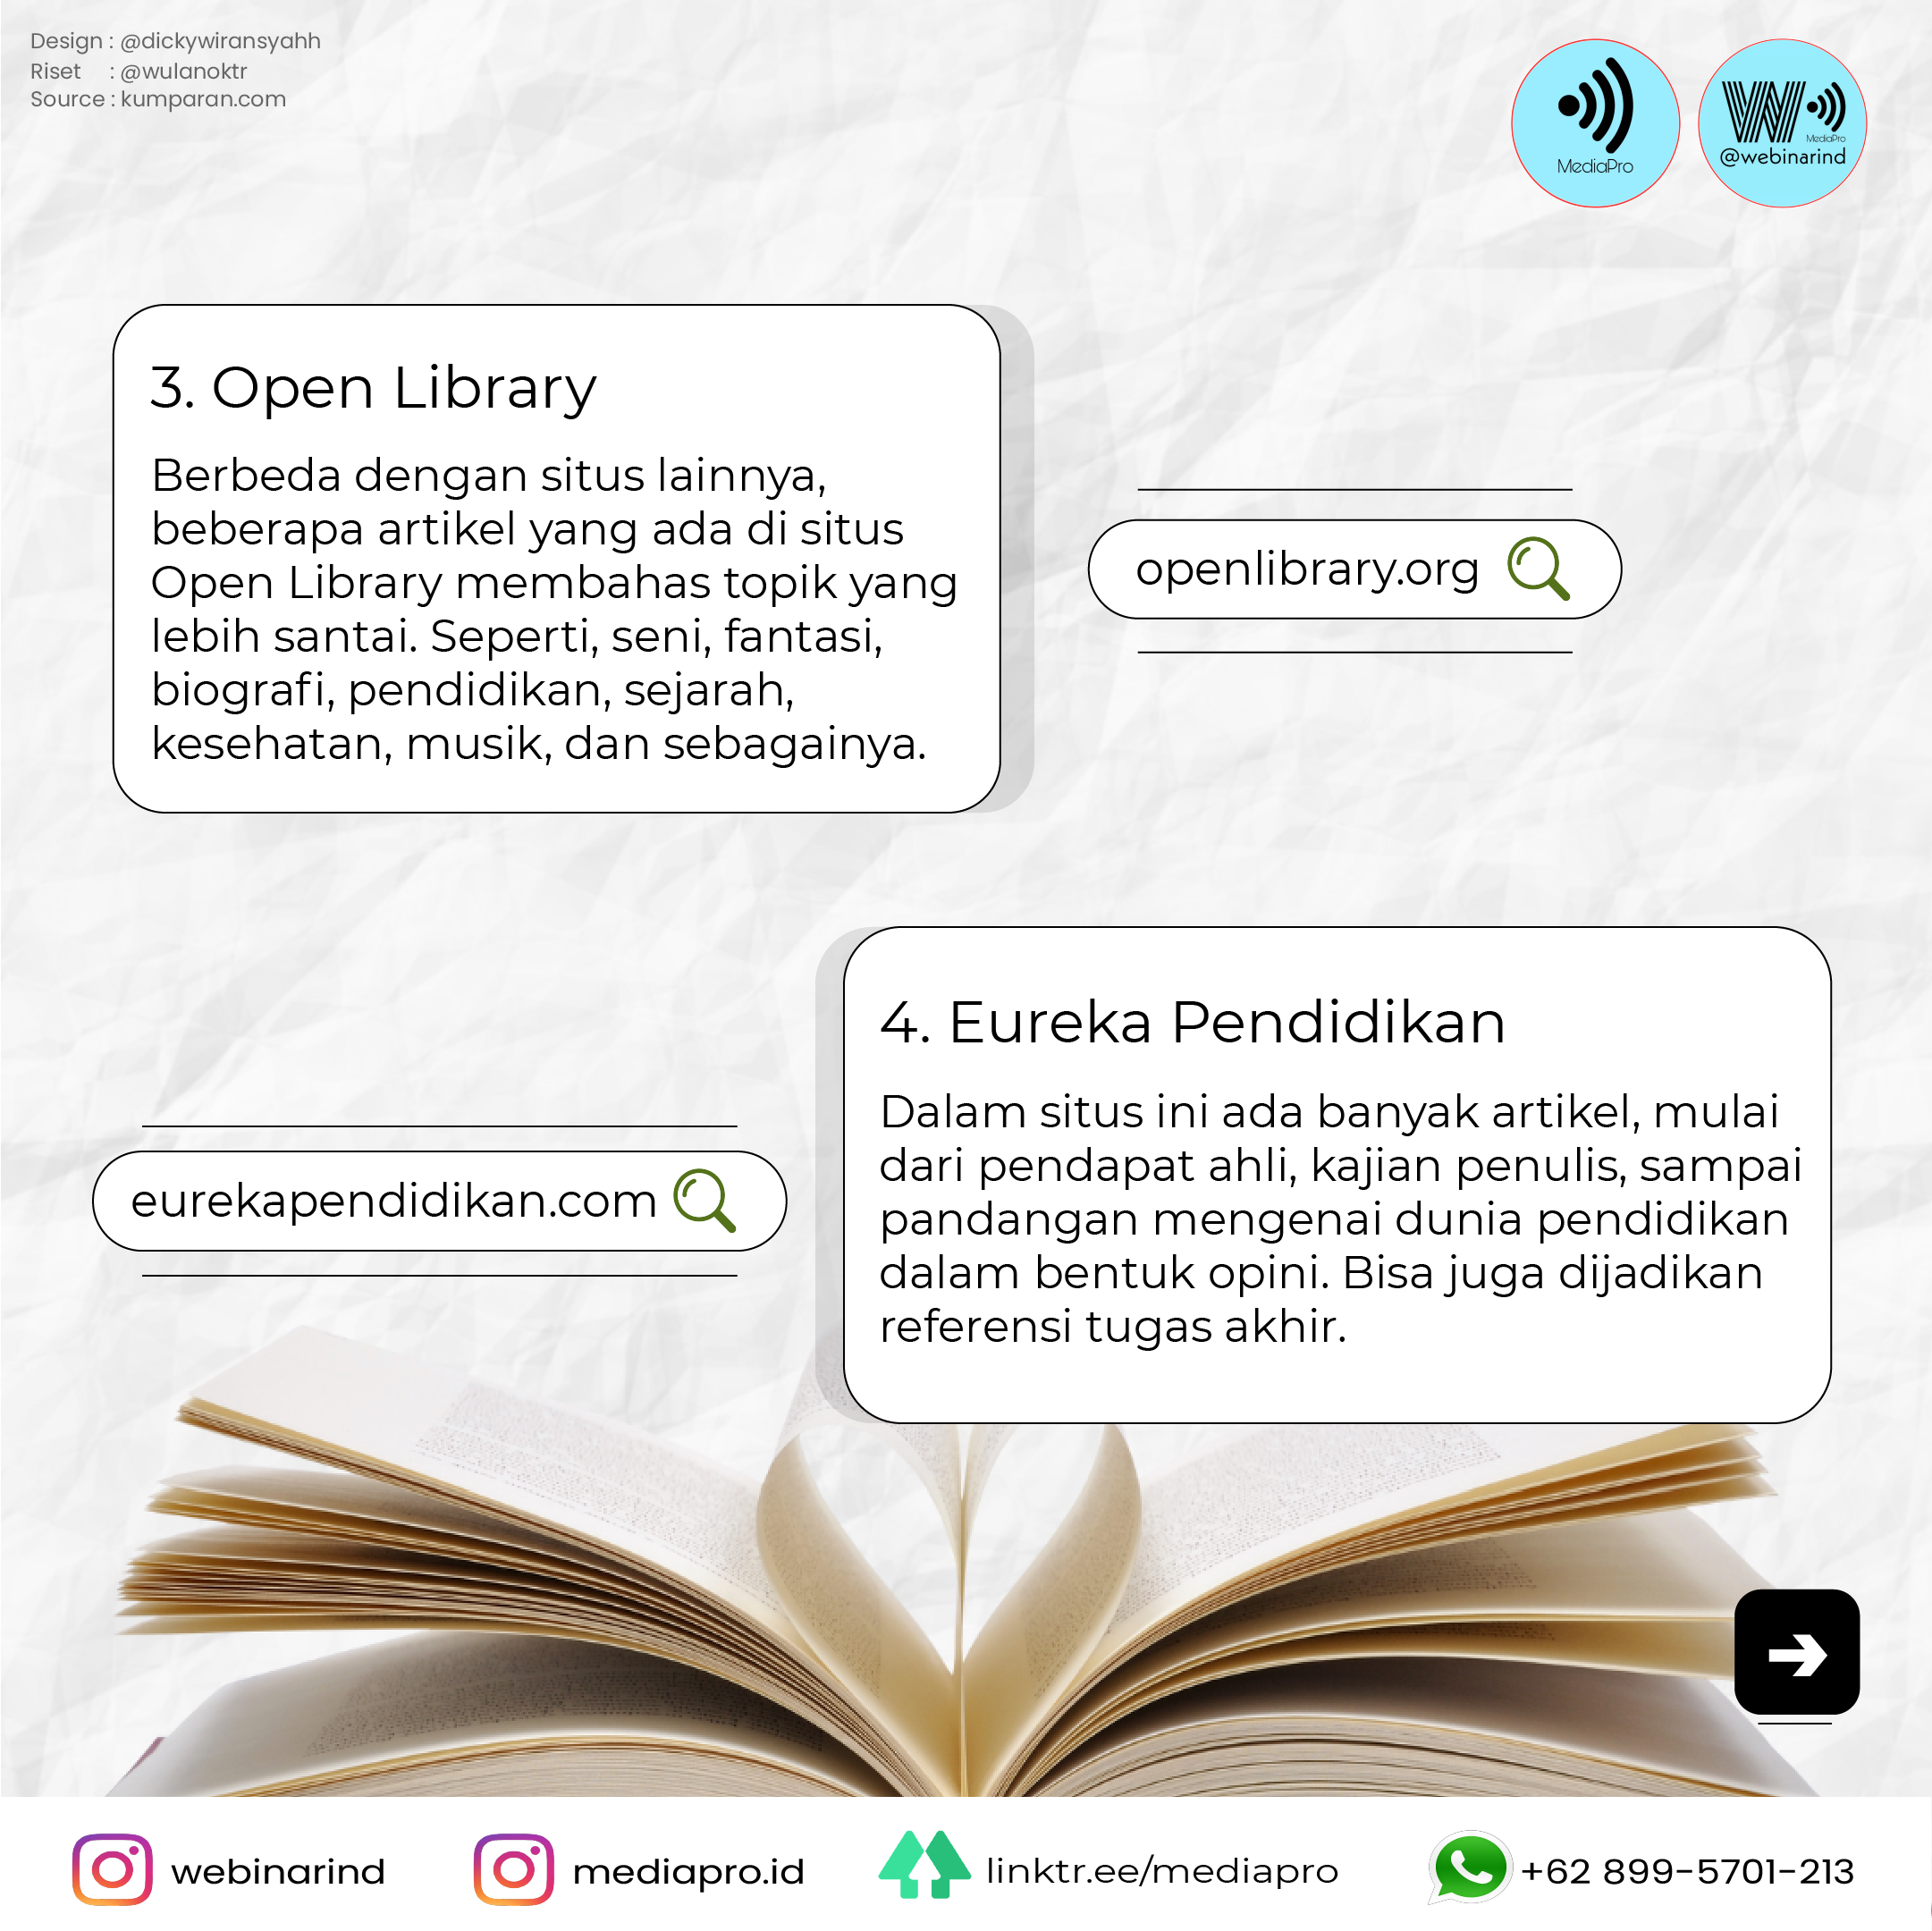 Design : @dickywiransyahh
Riset : @wulanoktr
Source : kumparan.com
MediaPro
W
MediaPro
@webinarind
3. Open Library
Berbeda dengan situs lainnya,
beberapa artikel yang ada di situs
Open Library membahas topik yang
lebih santai. Seperti, seni, fantasi,
biografi, pendidikan, sejarah,
kesehatan, musik, dan sebagainya.
openlibrary.org
4. Eureka Pendidikan
Dalam situs ini ada banyak artikel, mulai
dari pendapat ahli, kajian penulis, sampai
pandangan mengenai dunia pendidikan
dalam bentuk opini. Bisa juga dijadikan
referensi tugas akhir.
eurekapendidikan.com
webinarind
mediapro.id
linktr.ee/mediapro
+62 899-5701-213